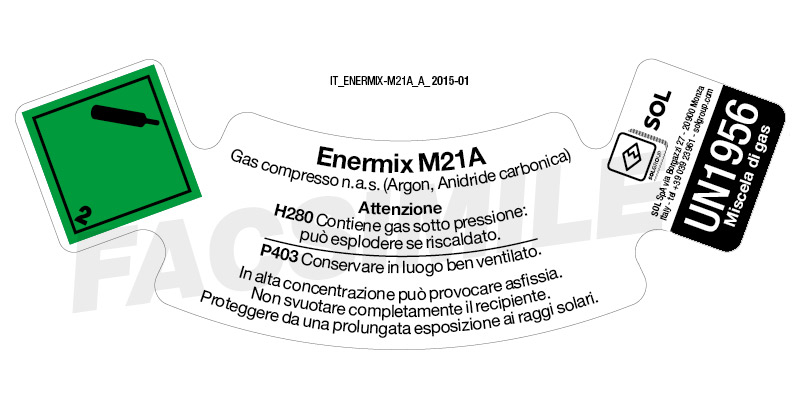 IT_ENERMIX-M21A_A_ 2015-01
2
Enermix M21A
Gas compresso n.a.s. (Argon, Anidride carbonica)
Attenzione
H280 Contiene gas sotto pressione:
può esplodere se riscaldato.
P403 Conservare in luogo ben ventilato.
In alta concentrazione può provocare asfissia.
Non svuotare completamente il recipiente.
Proteggere da una prolungata esposizione ai raggi solari.
FACSIMILE
SOL
SOLGROUP
SOL SpA via Borgazzi 27 - 20900 Monza
Italy - tel +39 039 23961 - solgroup.com
UN1956
Miscela di gas